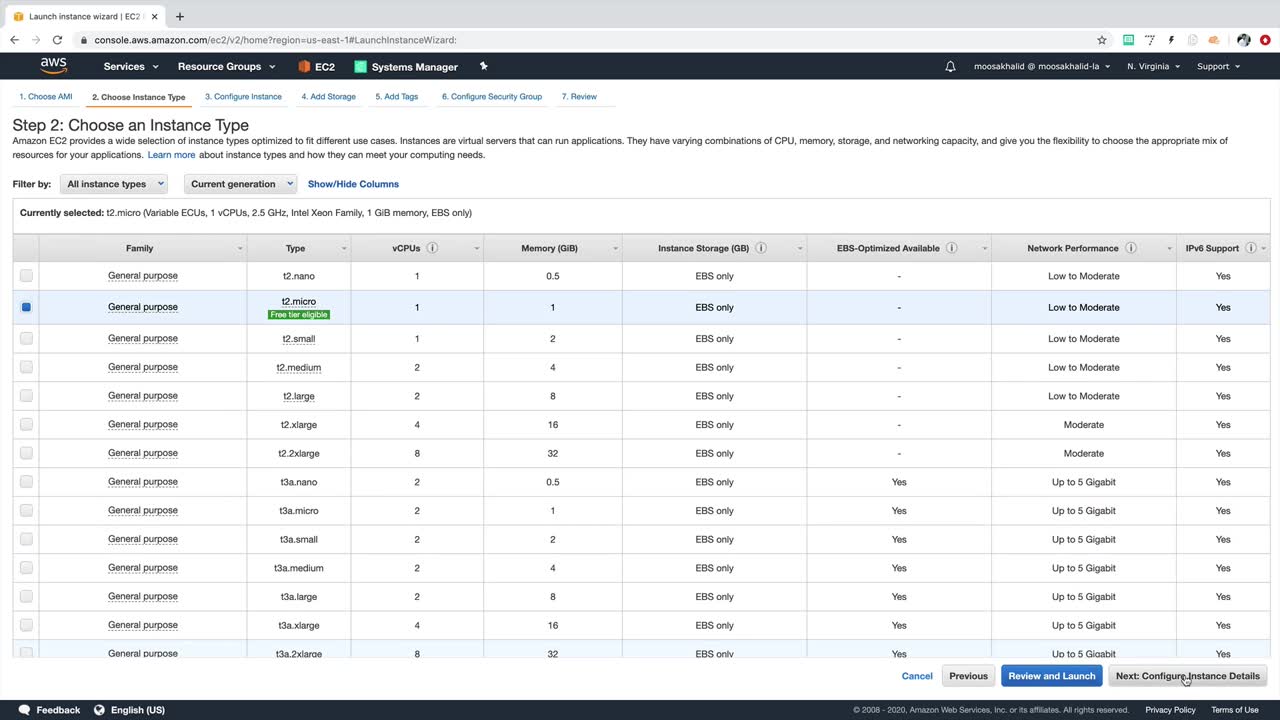 Launch instance wizard | EC2
console.aws.amazon.com/ec2/v2/home?region=us-east-1#LaunchInstanceWizard:
aws Services Resource Groups EC2 Systems Manager moosakhalid @ moosakhalid-la N. Virginia Support
1. Choose AMI 2. Choose Instance Type 3. Configure Instance 4. Add Storage 5. Add Tags 6. Configure Security Group 7. Review
Step 2: Choose an Instance Type
Amazon EC2 provides a wide selection of instance types optimized to fit different use cases. Instances are virtual servers that can run applications. They have varying combinations of CPU, memory, storage, and networking capacity, and give you the flexibility to choose the appropriate mix of
resources for your applications. Learn more about instance types and how they can meet your computing needs.
Filter by: All instance types Current generation Show/Hide Columns
Currently selected: t2.micro (Variable ECUs, 1 vCPUs, 2.5 GHz, Intel Xeon Family, 1 GiB memory, EBS only)
Family Type vCPUs Memory (GiB) Instance Storage (GB) EBS-Optimized Available Network Performance IPv6 Support
General purpose t2.nano 1 0.5 EBS only - Low to Moderate Yes
General purpose t2.micro 1 1 EBS only - Low to Moderate Yes
Free tier eligible
General purpose t2.small 1 2 EBS only - Low to Moderate Yes
General purpose t2.medium 2 4 EBS only - Low to Moderate Yes
General purpose t2.large 2 8 EBS only - Low to Moderate Yes
General purpose t2.xlarge 4 16 EBS only - Moderate Yes
General purpose t2.2xlarge 8 32 EBS only - Moderate Yes
General purpose t3a.nano 2 0.5 EBS only Yes Up to 5 Gigabit Yes
General purpose t3a.micro 2 1 EBS only Yes Up to 5 Gigabit Yes
General purpose t3a.small 2 2 EBS only Yes Up to 5 Gigabit Yes
General purpose t3a.medium 2 4 EBS only Yes Up to 5 Gigabit Yes
General purpose t3a.large 2 8 EBS only Yes Up to 5 Gigabit Yes
General purpose t3a.xlarge 4 16 EBS only Yes Up to 5 Gigabit Yes
General purpose t3a.2xlarge 8 32 EBS only Yes Up to 5 Gigabit Yes
Cancel Previous Review and Launch Next: Configure Instance Details
Feedback English (US) © 2008 - 2020, Amazon Web Services, Inc. or its affiliates. All rights reserved. Privacy Policy Terms of Use